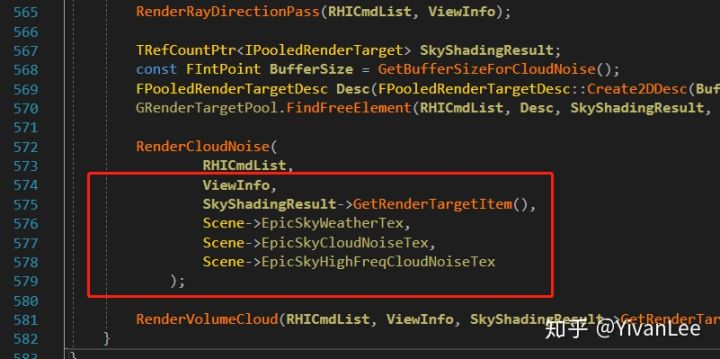 565 RenderRayDirectionPass(RHICmdList, ViewInfo);
566
567 TRefCountPtr<IPooledRenderTarget> SkyShadingResult;
568 const FIntPoint BufferSize = GetBufferSizeForCloudNoise();
569 FPooledRenderTargetDesc Desc(FPooledRenderTargetDesc::Create2DDesc(Buf
570 GRenderTargetPool.FindFreeElement(RHICmdList, Desc, SkyShadingResult,
571
572 RenderCloudNoise(
573 RHICmdList,
574 ViewInfo,
575 SkyShadingResult->GetRenderTargetItem(),
576 Scene->EpicSkyWeatherTex,
577 Scene->EpicSkyCloudNoiseTex,
578 Scene->EpicSkyHighFreqCloudNoiseTex
579 );
580
581 RenderVolumeCloud(RHICmdList, ViewInfo, SkyShadingResult->GetRenderTar
582 }
583 }
知乎 @YivanLee